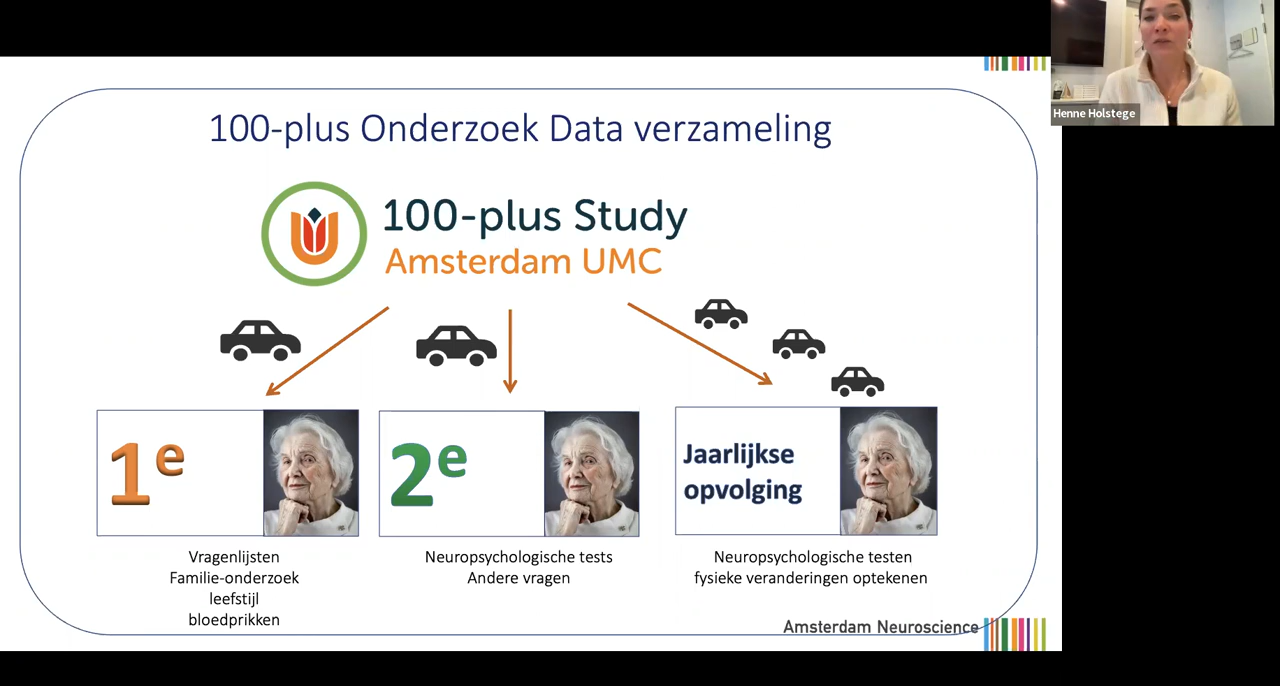 Henne Holstege
100-plus Onderzoek Data verzameling
100-plus Study
Amsterdam UMC
1e
2e
Jaarlijkse
opvolging
Vragenlijsten
Familie-onderzoek
leefstijl
bloedprikken
Neuropsychologische tests
Andere vragen
Neuropsychologische testen
fysieke veranderingen optekenen
Amsterdam Neuroscience